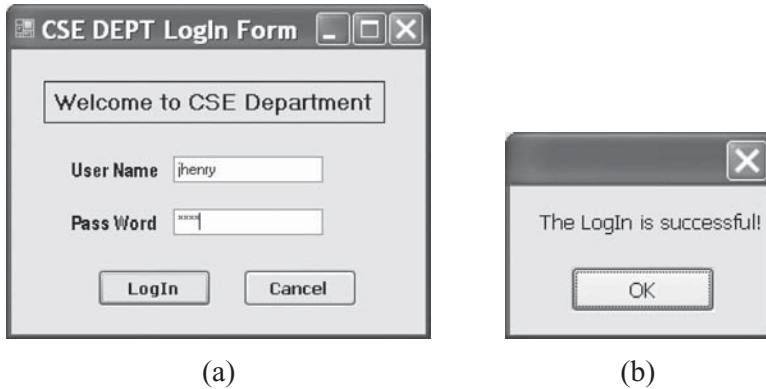 CSE DEPT LogIn Form
Welcome to CSE Department
User Name jhenry
Pass Word ****
LogIn Cancel
(a)
The LogIn is successful!
OK
(b)